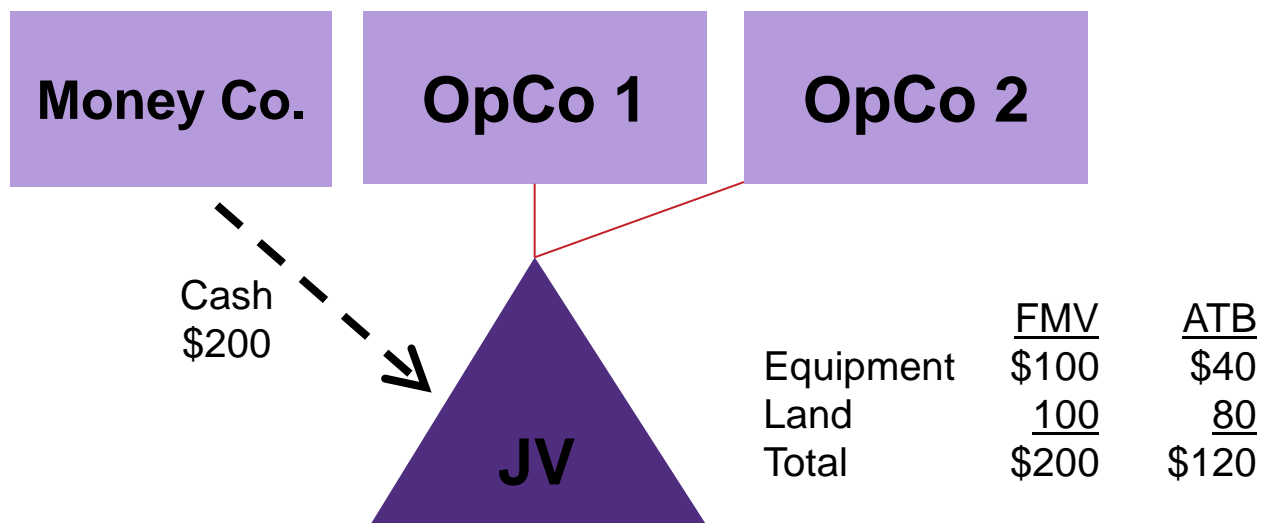 Money Co.
OpCo 1
OpCo 2
Cash
$200
FMV ATB
Equipment $100 $40
Land 100 80
Total $200 $120
JV